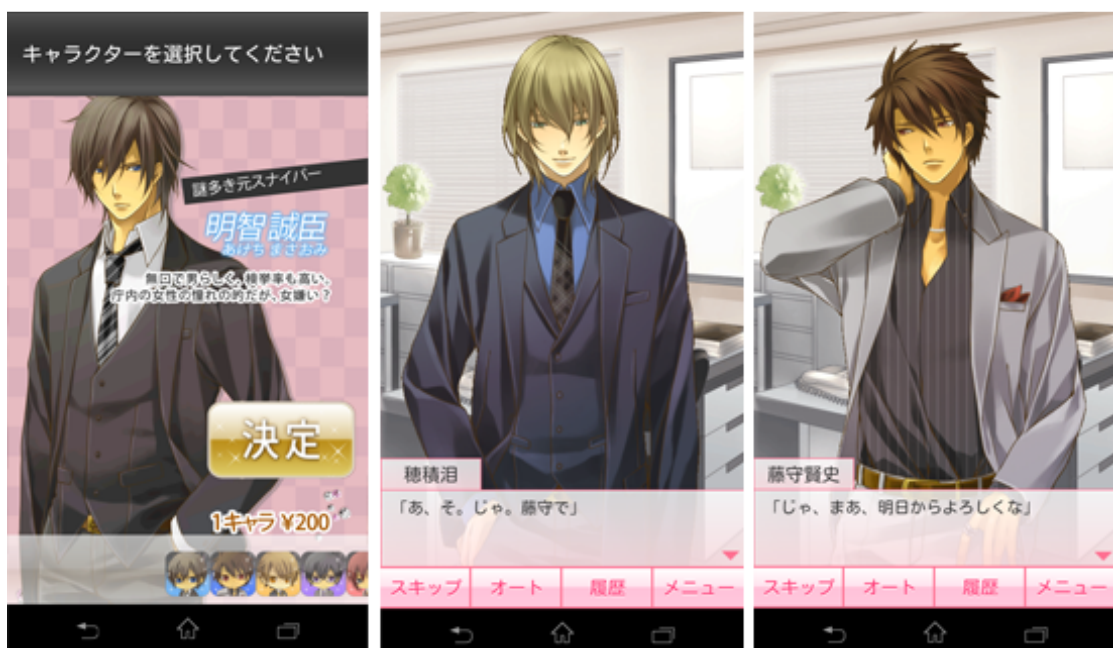 キャラクターを選択してください
謎多き元スナイパー
明智誠臣
あけち まさおみ
無口で男らしく、検挙率も高い。
庁内の女性の憧れの的だが、女嫌い？
決定
1キャラ ¥200
穂積泪
「あ、そ。じゃ。藤守で」
スキップ
オート
履歴
メニュー
藤守賢史
「じゃ、まあ、明日からよろしくな」
スキップ
オート
履歴
メニュー